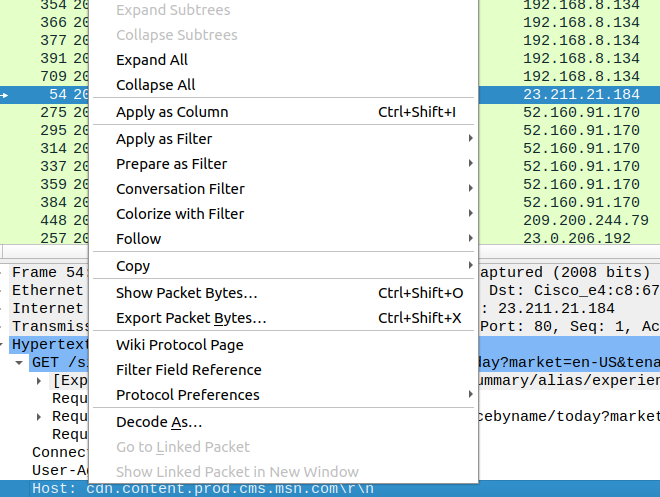 354 20 Expand Subtrees 192.168.8.134
366 20 Collapse Subtrees 192.168.8.134
377 20 Expand All 192.168.8.134
391 20 Collapse All 192.168.8.134
709 20 192.168.8.134
54 20 Apply as Column Ctrl+Shift+I 23.211.21.184
275 20 Apply as Filter 52.160.91.170
295 20 Prepare as Filter 52.160.91.170
314 20 Conversation Filter 52.160.91.170
337 20 Colorize with Filter 52.160.91.170
359 20 Follow 52.160.91.170
384 20 52.160.91.170
448 20 209.200.244.79
257 20 23.0.206.192
Copy
Frame 54: aptured (2008 bits)
Ethernet Show Packet Bytes… Ctrl+Shift+O Dst: Cisco_e4:c8:67
Internet : 23.211.21.184
Transmiss Export Packet Bytes… Ctrl+Shift+X Port: 80, Seq: 1, Ac
Hypertext Wiki Protocol Page
GET /s Filter Field Reference day?market=en-US&tena
[Exp Protocol Preferences ummary/alias/experien
Requ
Requ Decode As… cebyname/today?market
Requ
Connec Go to Linked Packet
User-Ag Show Linked Packet in New Window
Host: cdn.content.prod.cms.msn.com\r\n